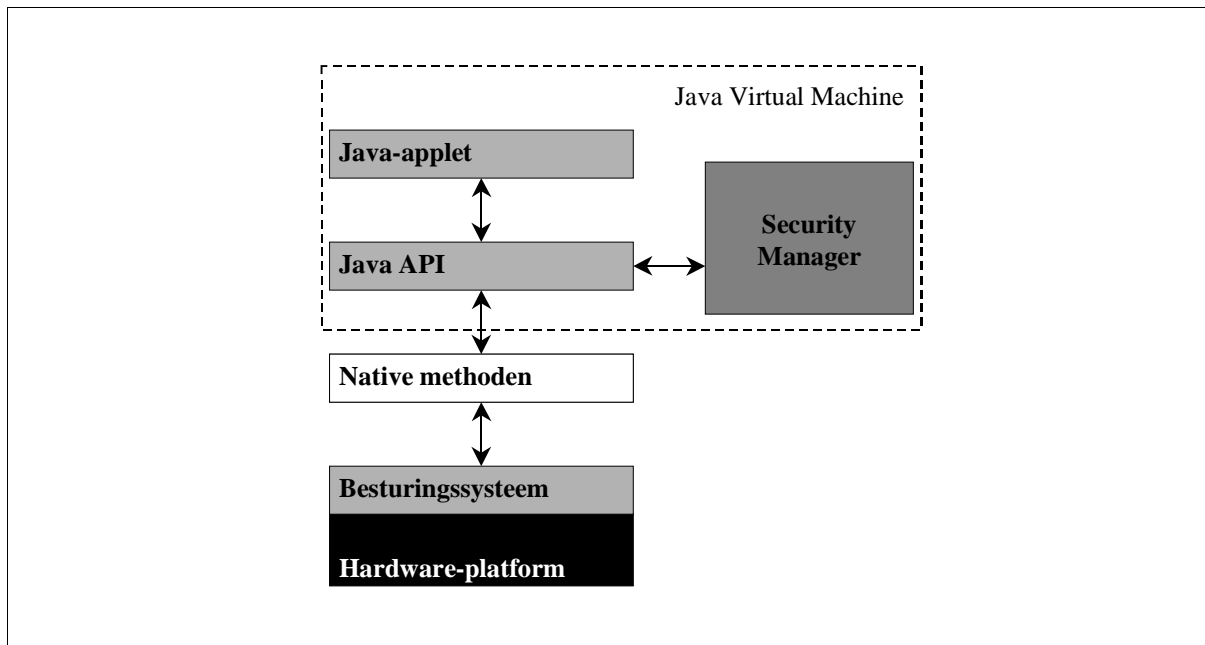 Java Virtual Machine
Java-applet
Security
Manager
Java API
Native methoden
Besturingssysteem
Hardware-platform